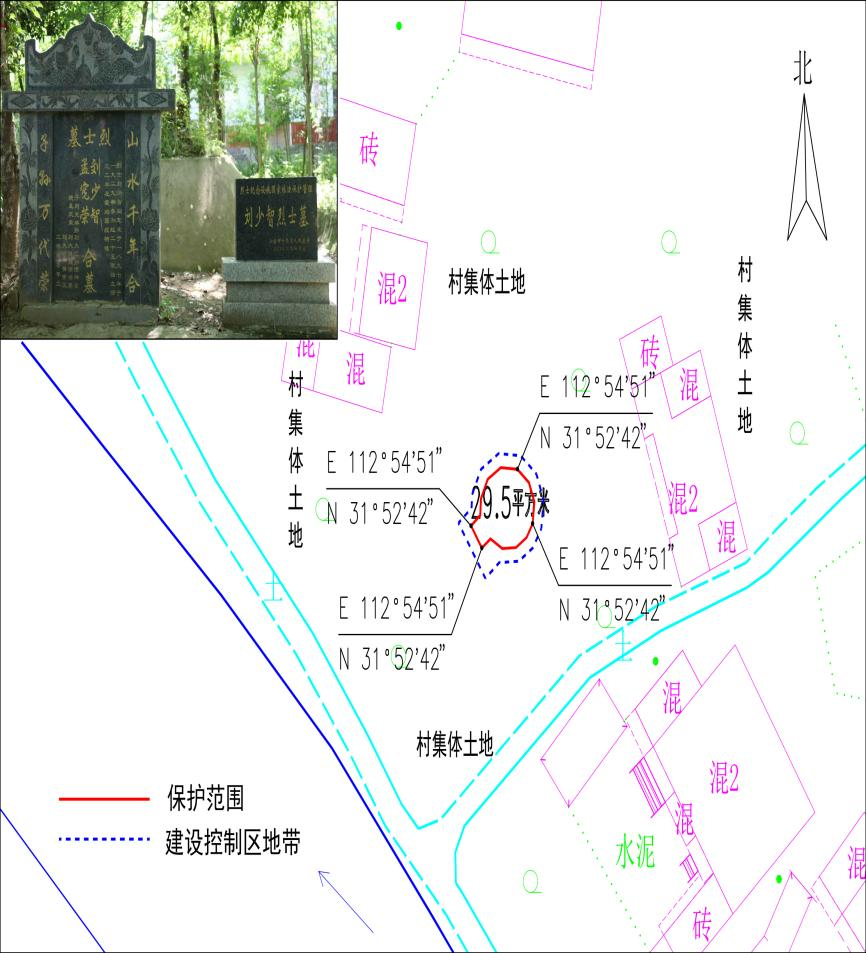 烈士墓
山水千年合
子孙万代荣
刘少智
孟宪荣
合墓
刘少智烈士墓
北
砖
混2
混
混
村集体土地
村集体土地
村集体土地
砖
混
混2
混
E 112°54′51″
N 31°52′42″
E 112°54′51″
N 31°52′42″
29.5平方米
E 112°54′51″
N 31°52′42″
E 112°54′51″
N 31°52′42″
土
土
村集体土地
混
混2
混
水泥
混
砖
保护范围
建设控制区地带